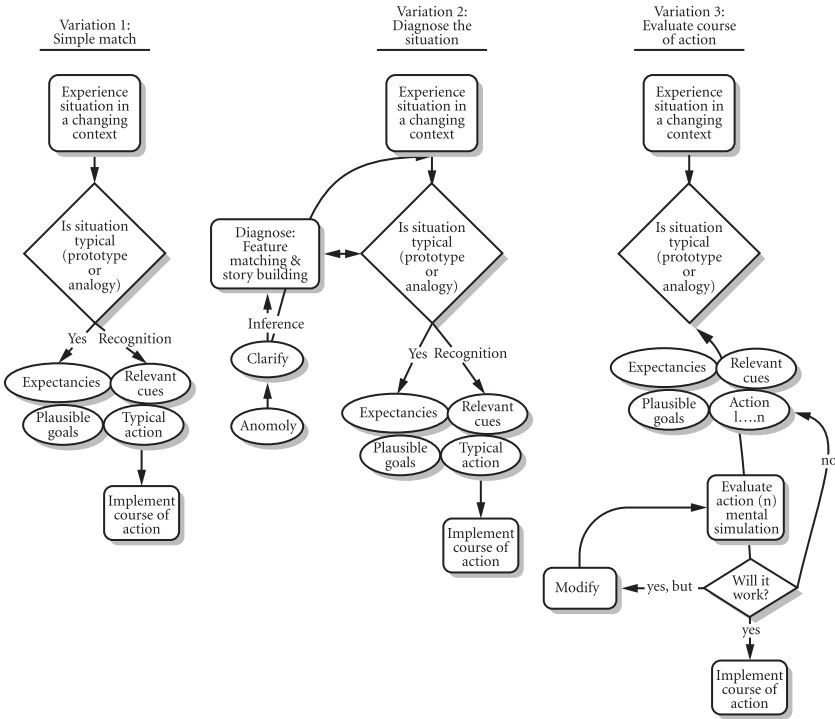 Variation 1:
Simple match
Experience
situation in
a changing
context
Is situation
typical
(prototype
or
analogy)
Yes
Recognition
Expectancies
Relevant
cues
Plausible
goals
Typical
action
Implement
course of
action
Variation 2:
Diagnose the
situation
Experience
situation in
a changing
context
Diagnose:
Feature
matching &
story building
Is situation
typical
(prototype
or
analogy)
Inference
Clarify
Anomoly
Yes
Recognition
Expectancies
Relevant
cues
Plausible
goals
Typical
action
Implement
course of
action
Variation 3:
Evaluate course
of action
Experience
situation in
a changing
context
Is situation
typical
(prototype
or
analogy)
Expectancies
Relevant
cues
Plausible
goals
Action
l....n
no
Evaluate
action (n)
mental
simulation
Modify
yes, but
Will it
work?
yes
Implement
course of
action